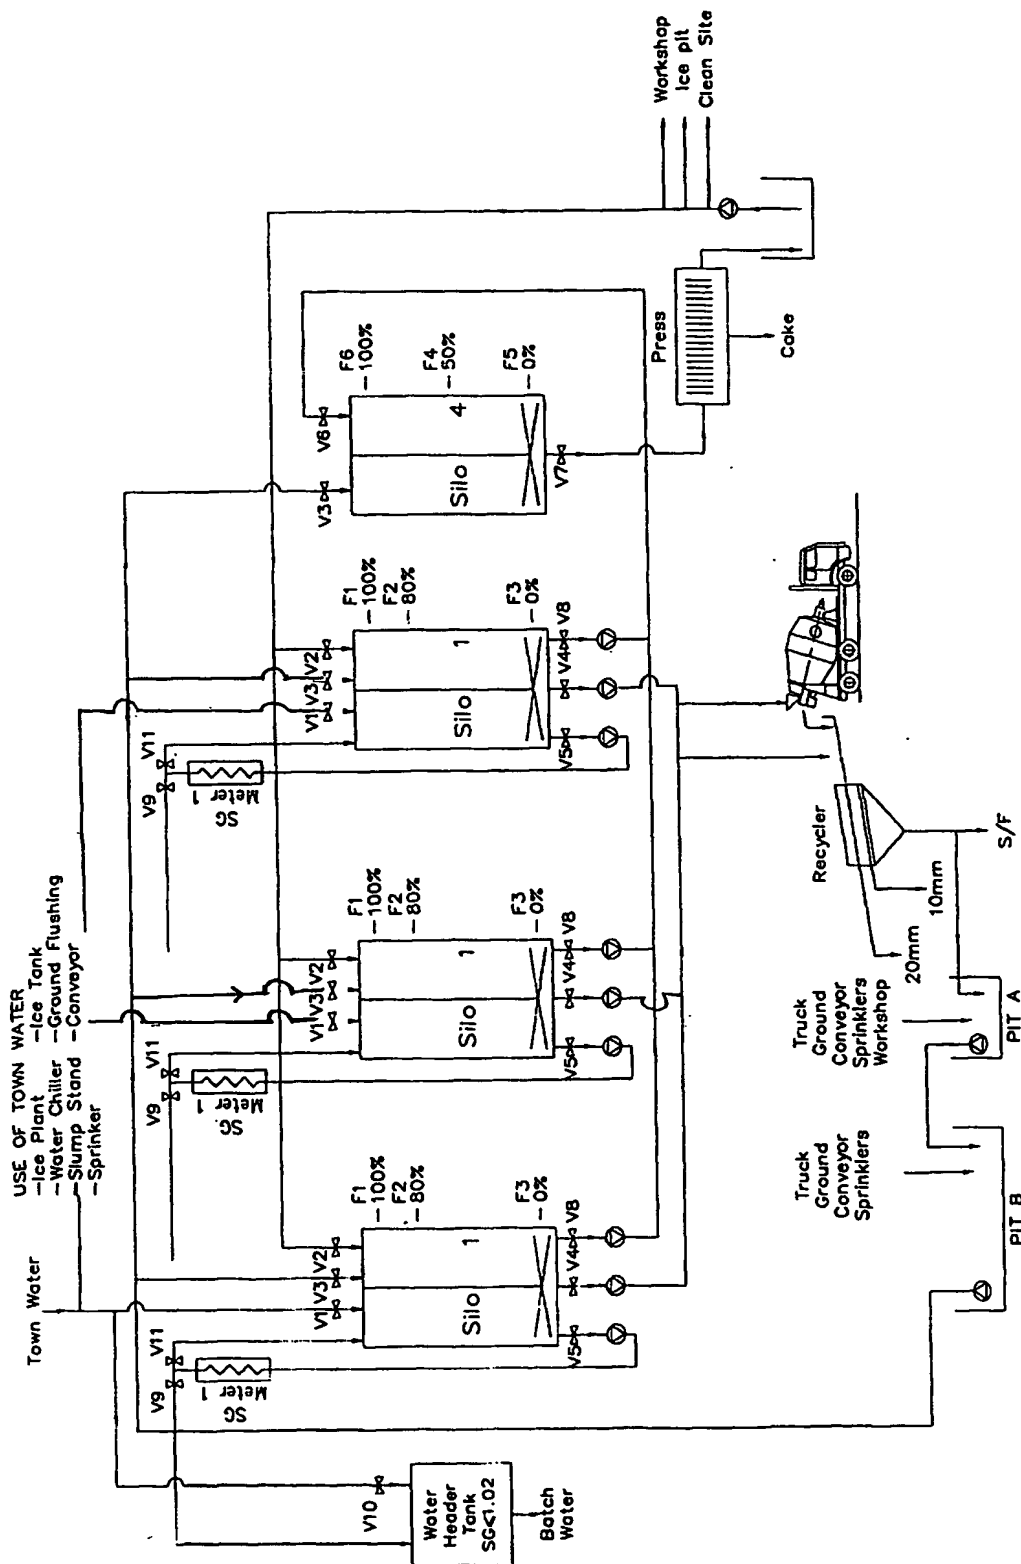 Town Water
USE OF TOWN WATER
-Ice Plant -Ice Tank
-Water Chiller -Ground Flushing
-Slump Stand -Conveyor
-Sprinker
V9 V11
SG
Meter 1
V1 V3 V2
F1
-100%
F2
-80%
Silo 1
F3
-0%
V5 V4 V8
V9 V11
SG.
Meter 1
V1 V3 V2
F1
-100%
F2
-80%
Silo 1
F3
-0%
V5 V4 V8
V9 V11
SG
Meter 1
V1 V3 V2
F1
-100%
F2
-80%
Silo 1
F3
-0%
V5 V4 V8
V3 V6
F6
-100%
F4
-50%
Silo 4
F5
-0%
V7
Workshop
Ice pit
Clean Site
Press
Cake
V10
Water
Header
Tank
SG<1.02
Batch
Water
Truck
Ground
Conveyor
Sprinklers
PIT B
Truck
Ground
Conveyor
Sprinklers
Workshop
PIT A
Recycler
20mm
10mm
S/F